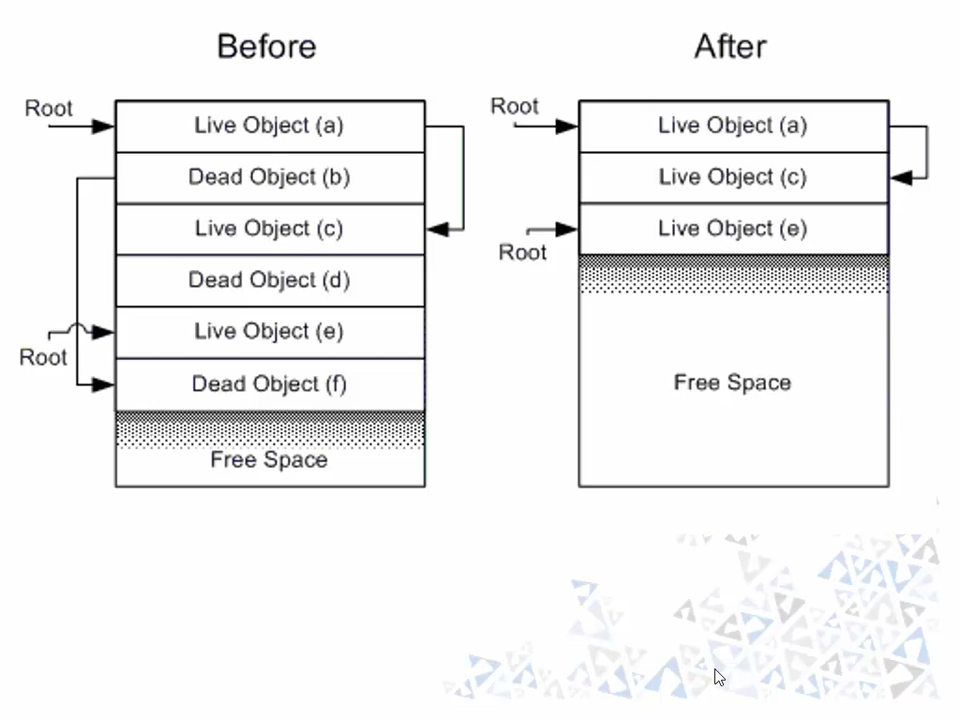 Before
Root
Live Object (a)
Dead Object (b)
Live Object (c)
Dead Object (d)
Live Object (e)
Root
Dead Object (f)
Free Space
After
Root
Live Object (a)
Live Object (c)
Live Object (e)
Root
Free Space